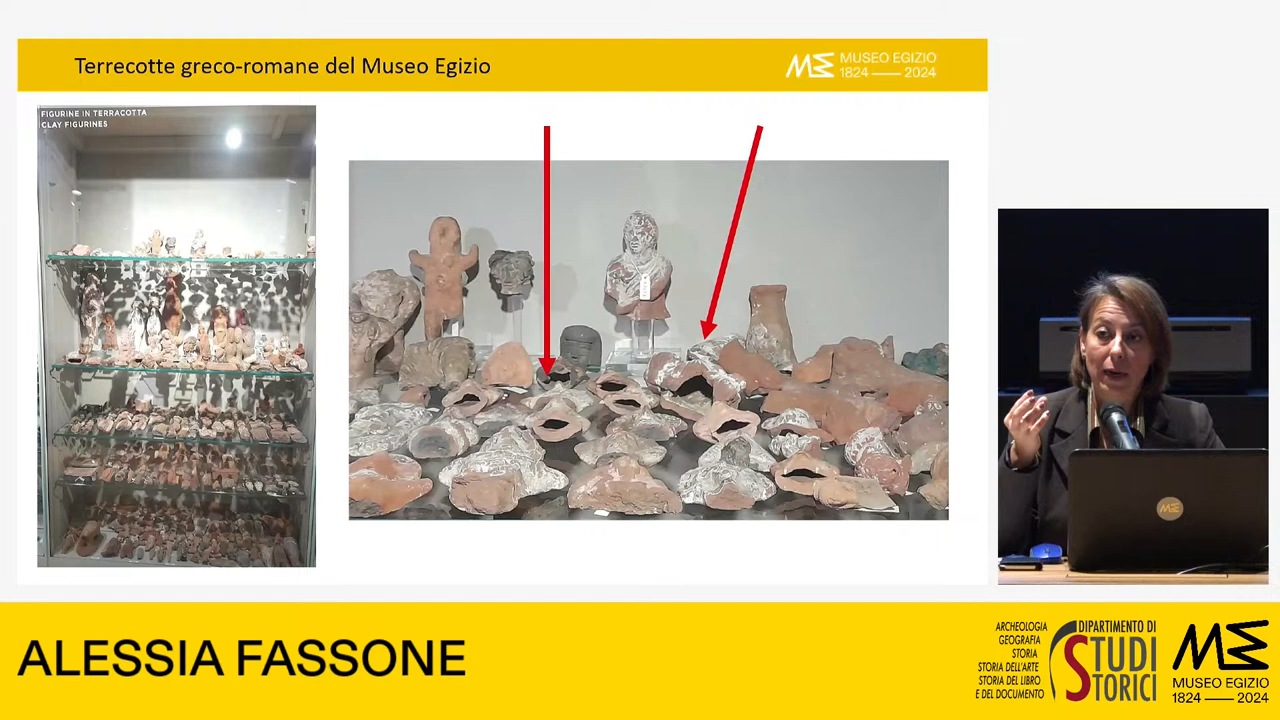 Terrecotte greco-romane del Museo Egizio
MUSEO EGIZIO
1824 — 2024
FIGURINE IN TERRACOTTA
CLAY FIGURINES
ALESSIA FASSONE
ARCHEOLOGIA
GEOGRAFIA
STORIA
STORIA DELL'ARTE
STORIA DEL LIBRO
E DEL DOCUMENTO
DIPARTIMENTO DI
STUDI
STORICI
MUSEO EGIZIO
1824 — 2024